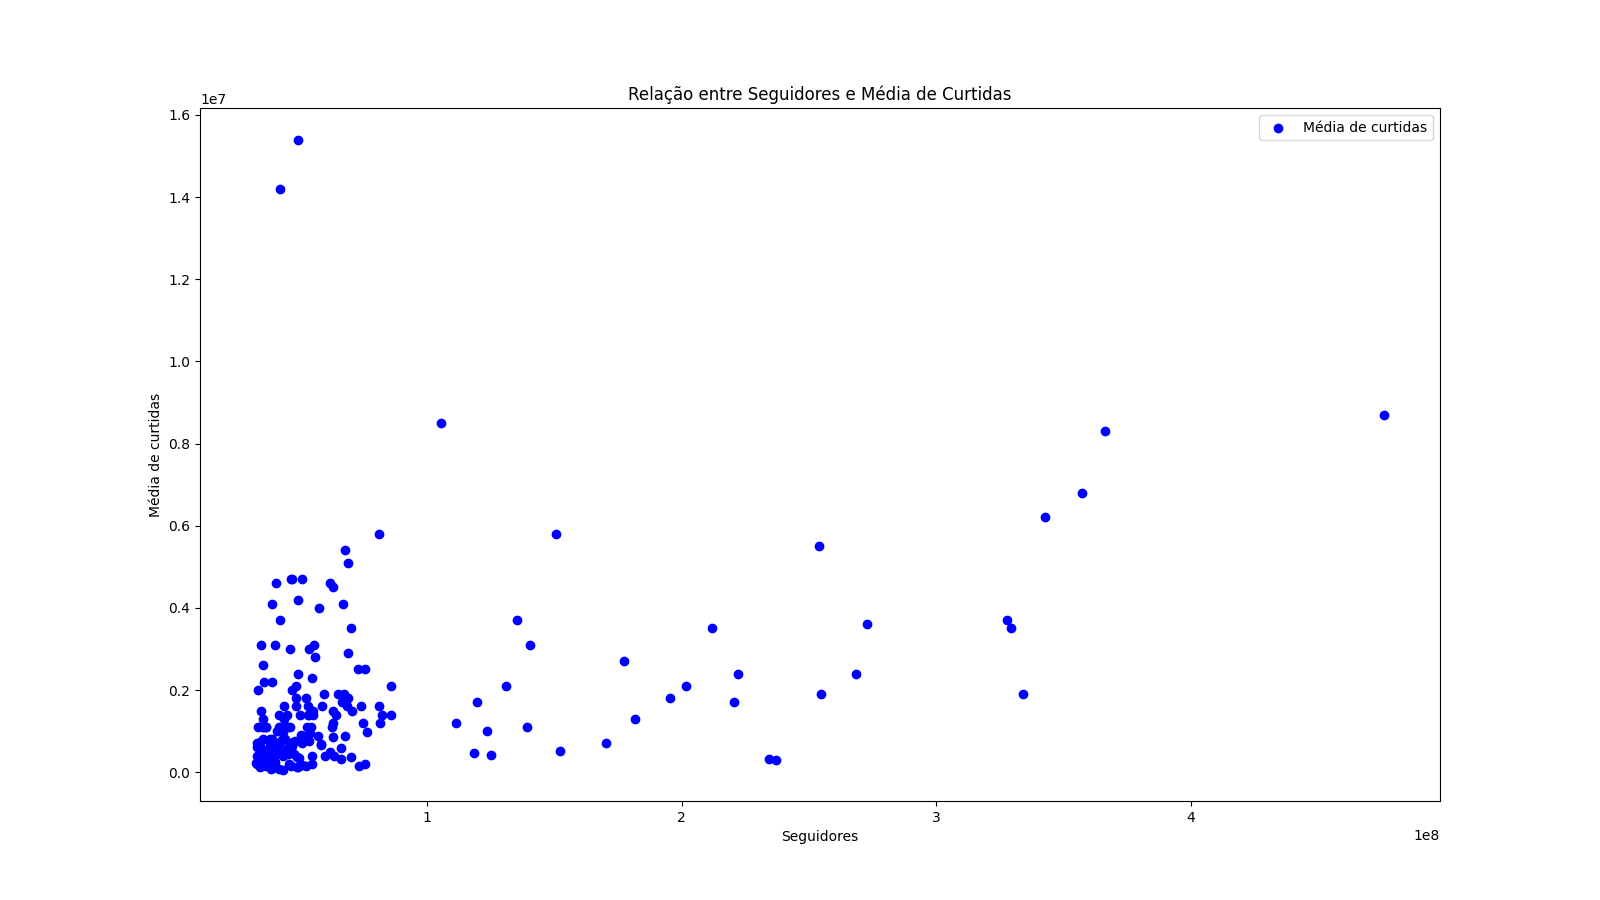 Relação entre Seguidores e Média de Curtidas
1e7
1.6
1.4
1.2
1.0
0.8
0.6
0.4
0.2
0.0
Média de curtidas
Média de curtidas
1
2
3
4
Seguidores
1e8